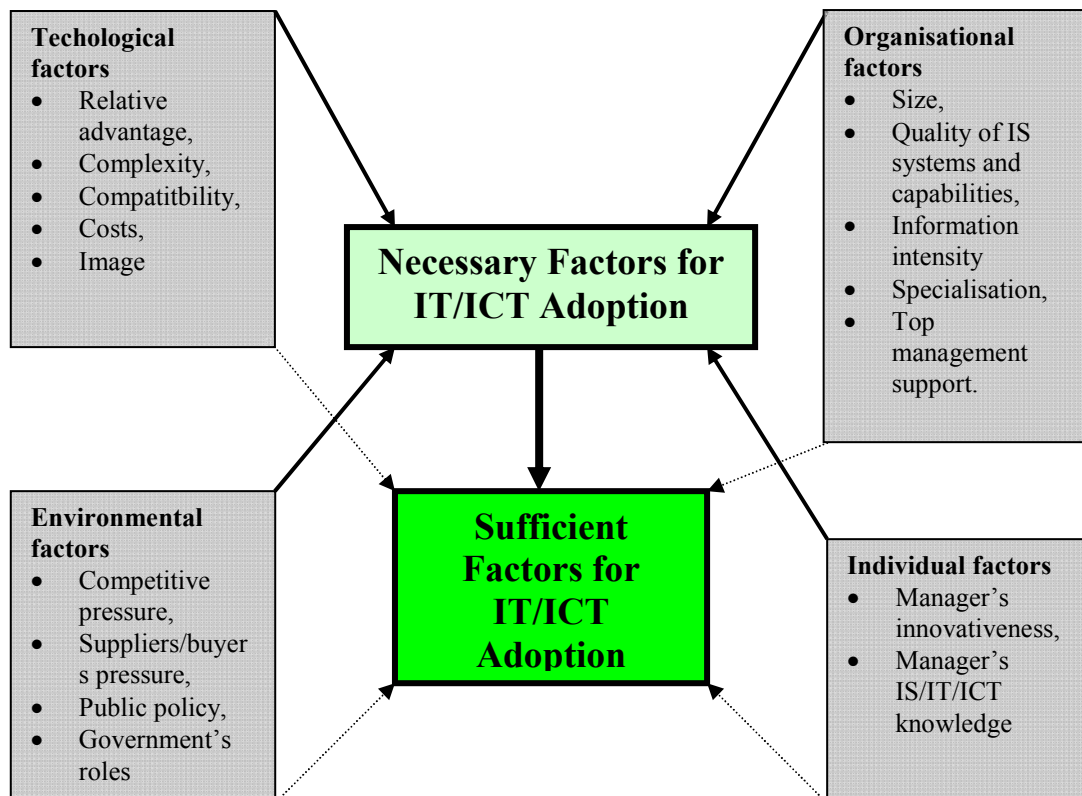 Techological
factors
• Relative
advantage,
• Complexity,
• Compatitbility,
• Costs,
• Image
Organisational
factors
• Size,
• Quality of IS
systems and
capabilities,
• Information
intensity
• Specialisation,
• Top
management
support.
Necessary Factors for
IT/ICT Adoption
Sufficient
Factors for
IT/ICT
Adoption
Environmental
factors
• Competitive
pressure,
• Suppliers/buyer
s pressure,
• Public policy,
• Government’s
roles
Individual factors
• Manager’s
innovativeness,
• Manager’s
IS/IT/ICT
knowledge